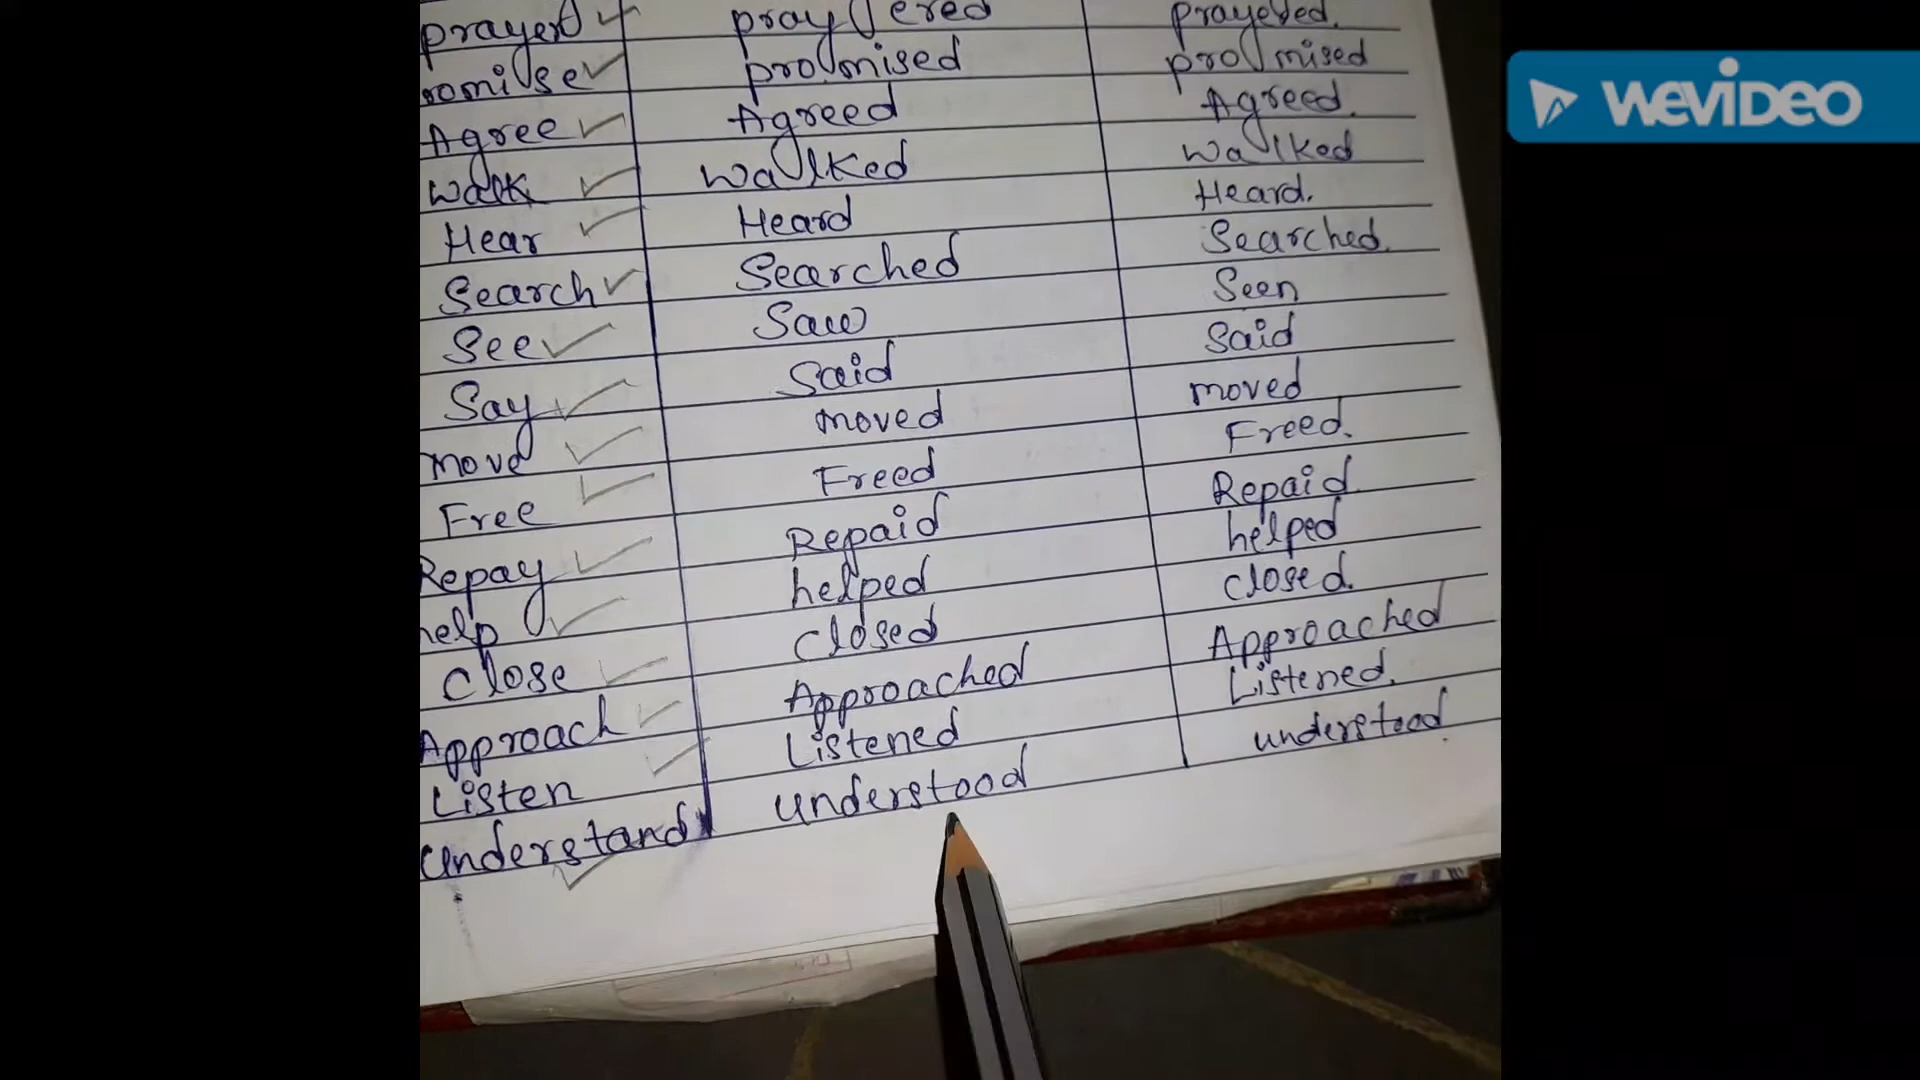 prayer prayered prayered.
romise promised promised
Agree Agreed Agreed.
walk walked walked
Hear Heard Heard.
Search Searched Searched.
See Saw Seen
Say Said Said
move moved moved
Free Freed Freed.
Repay Repaid Repaid
help helped helped
Close closed closed.
Approach Approached Approached
Listen Listened Listened.
understand understood understood.
WEVIDEO